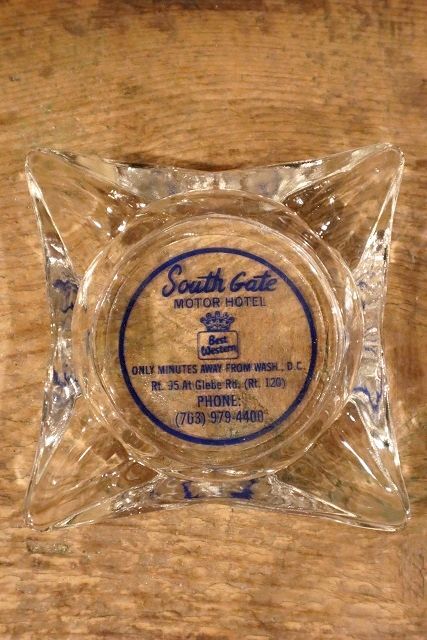 South Gate
MOTOR HOTEL
Best
Western
ONLY MINUTES AWAY FROM WASH., D.C.
Rt. 95 At Glebe Rd. (Rt. 120)
PHONE:
(703) 979-4400